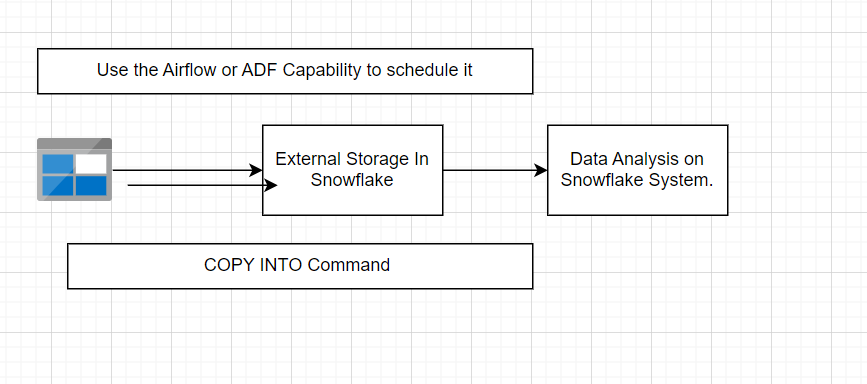 Use the Airflow or ADF Capability to schedule it
External Storage In
Snowflake
Data Analysis on
Snowflake System.
COPY INTO Command